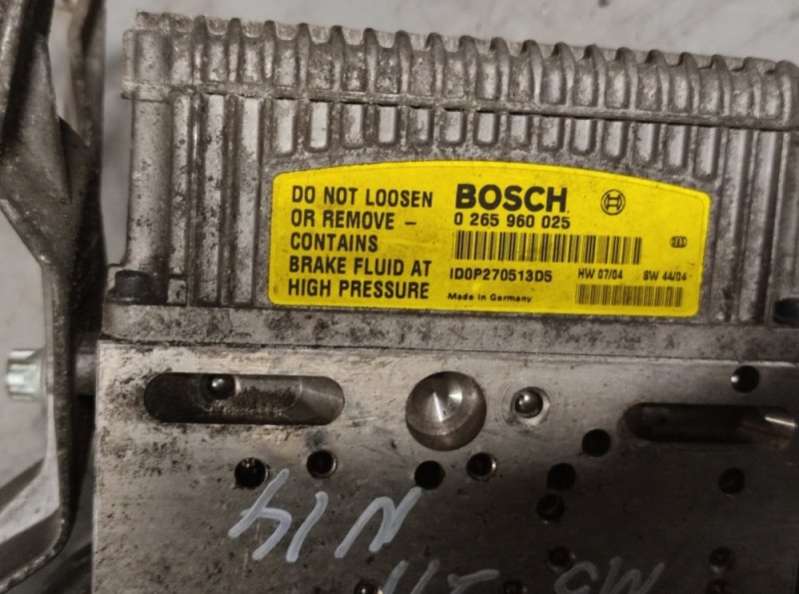 DO NOT LOOSEN
OR REMOVE –
CONTAINS
BRAKE FLUID AT
HIGH PRESSURE
BOSCH
0 265 960 025
ID0P270513D5
HW 07/04
SW 44/04
Made in Germany
N 14